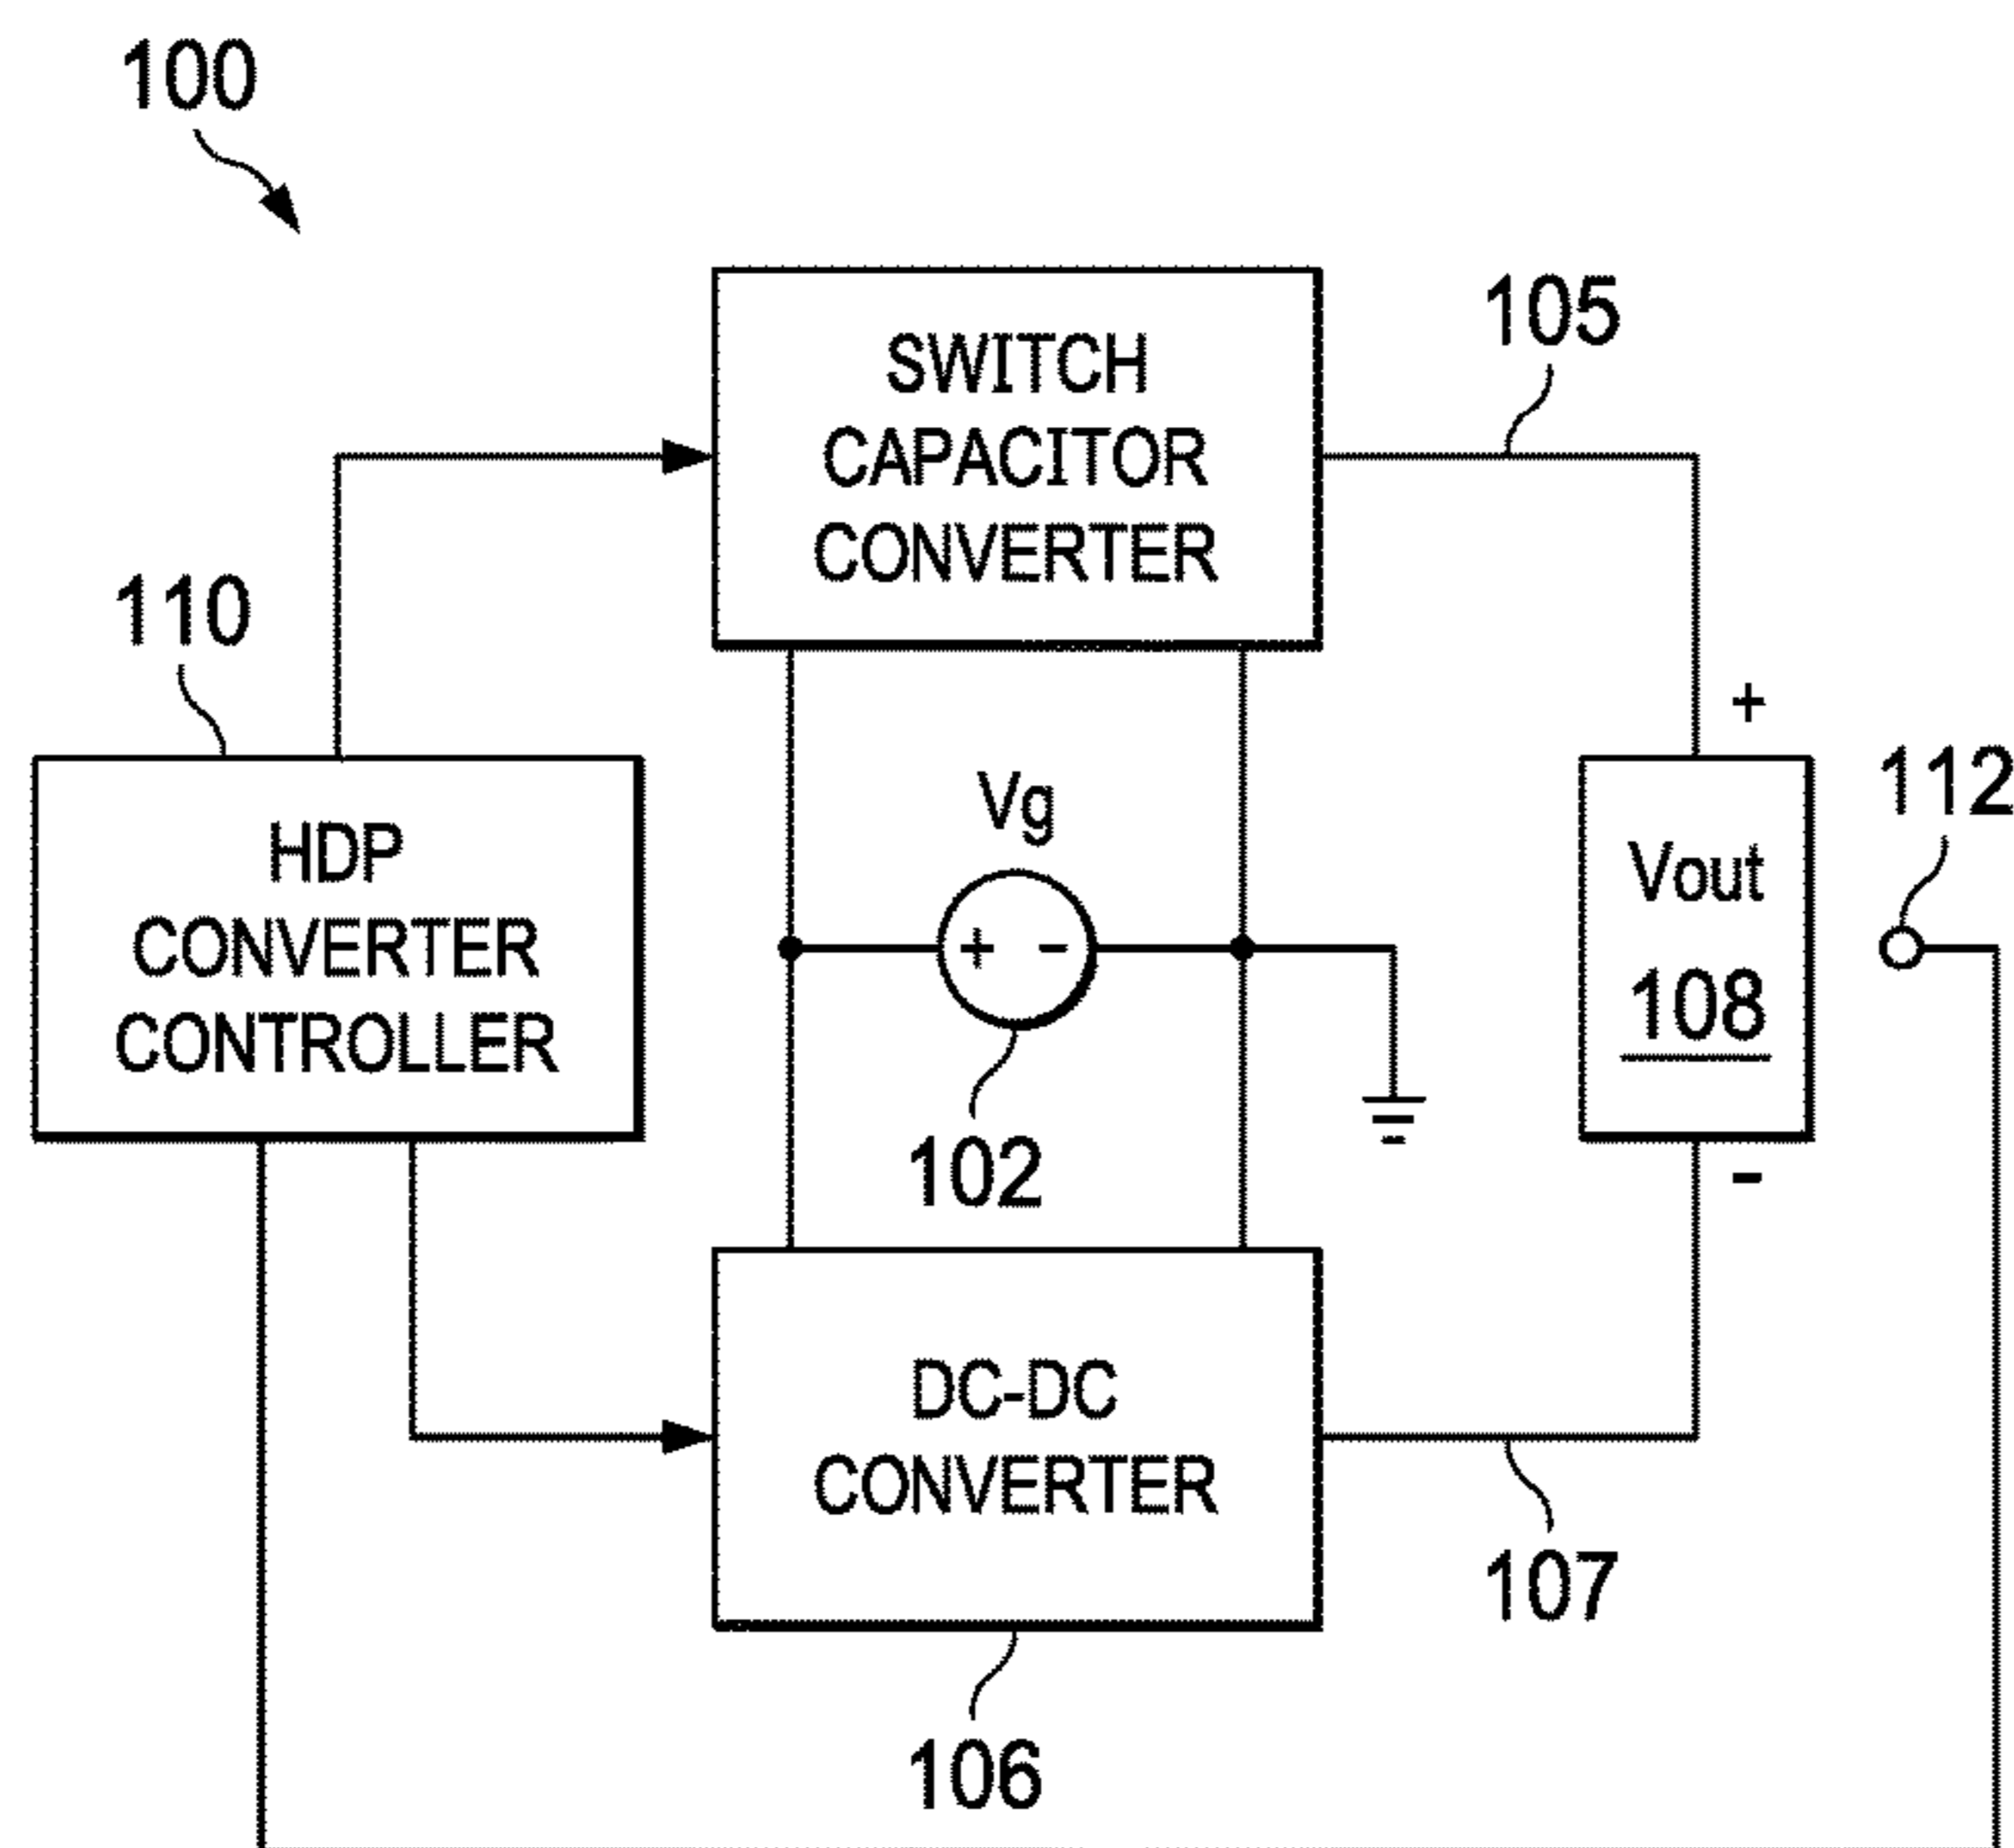 100
SWITCH
CAPACITOR
CONVERTER
105
110
HDP
CONVERTER
CONTROLLER
Vg
+ -
102
+
Vout
108
-
112
DC-DC
CONVERTER
107
106